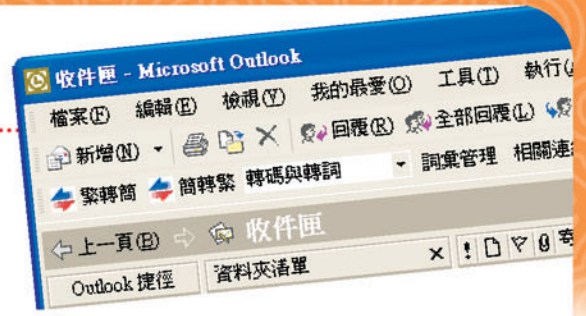 收件匣 - Microsoft Outlook
檔案(F) 編輯(E) 檢視(V) 我的最愛(O) 工具(T) 執行(
新增(N) 回覆(R) 全部回覆(L)
繁轉簡 簡轉繁 轉碼與轉詞 詞彙管理 相關連
上一頁(B) 收件匣
Outlook 捷徑 資料夾清單